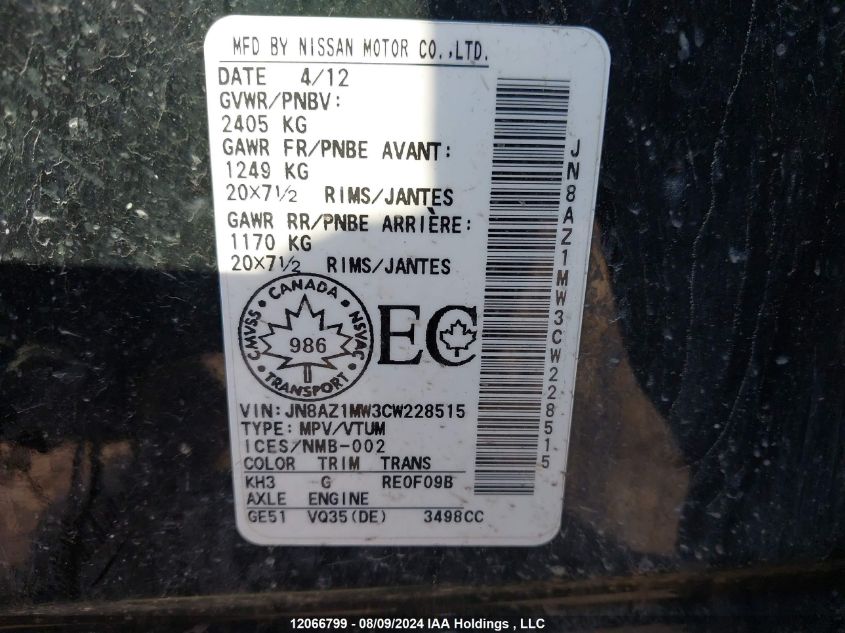 MFD BY NISSAN MOTOR CO.,LTD.
DATE 4/12
GVWR/PNBV:
2405 KG
GAWR FR/PNBE AVANT:
1249 KG
20×7½ RIMS/JANTES
GAWR RR/PNBE ARRIÈRE:
1170 KG
20×7½ RIMS/JANTES
CANADA
CMVSS NSVAC
986
TRANSPORT
EC
VIN:JN8AZ1MW3CW228515
TYPE:MPV/VTUM
ICES/NMB-002
COLOR TRIM TRANS
KH3 G RE0F09B
AXLE ENGINE
GE51 VQ35(DE) 3498CC
JN8AZ1MW3CW228515
12066799 - 08/09/2024 IAA Holdings , LLC